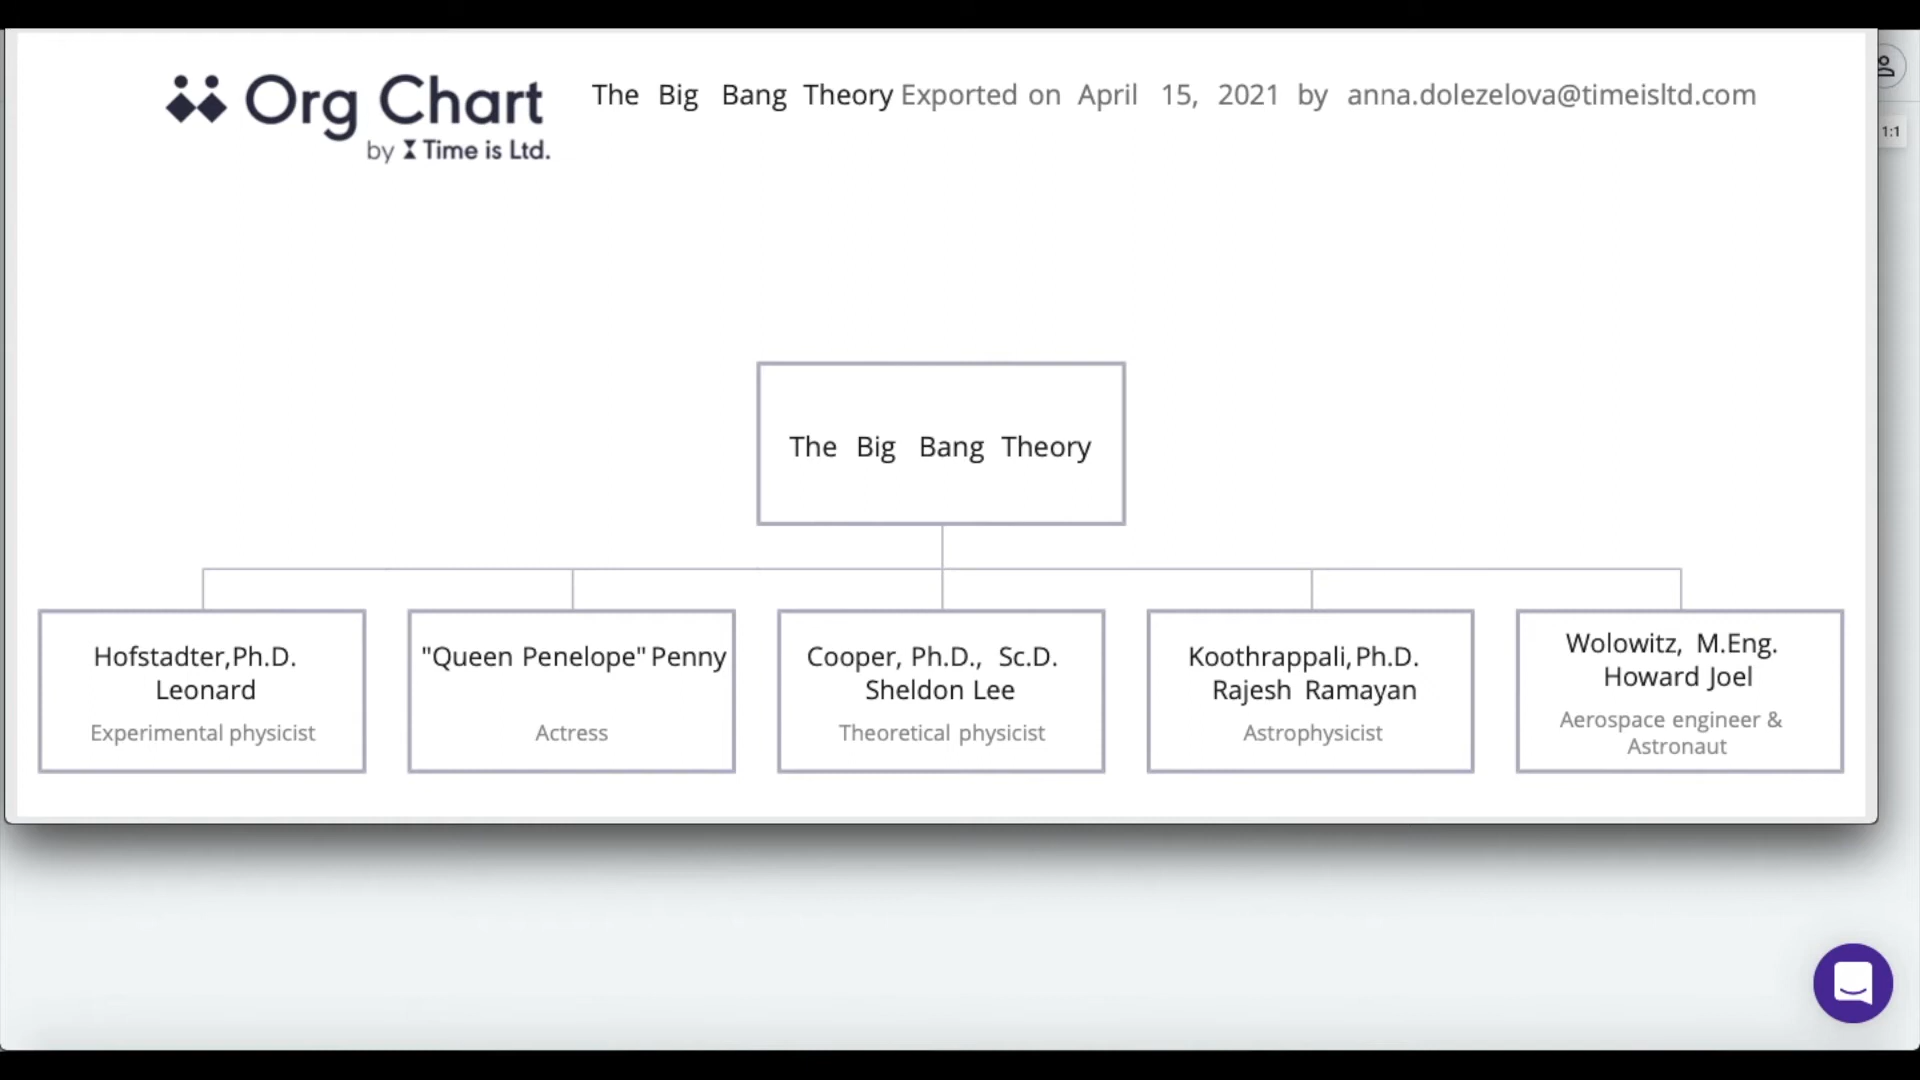 Org Chart
by Time is Ltd.
The Big Bang Theory Exported on April 15, 2021 by anna.dolezelova@timeisltd.com
1:1
The Big Bang Theory
Hofstadter,Ph.D.
Leonard
Experimental physicist
"Queen Penelope" Penny
Actress
Cooper, Ph.D., Sc.D.
Sheldon Lee
Theoretical physicist
Koothrappali,Ph.D.
Rajesh Ramayan
Astrophysicist
Wolowitz, M.Eng.
Howard Joel
Aerospace engineer &
Astronaut